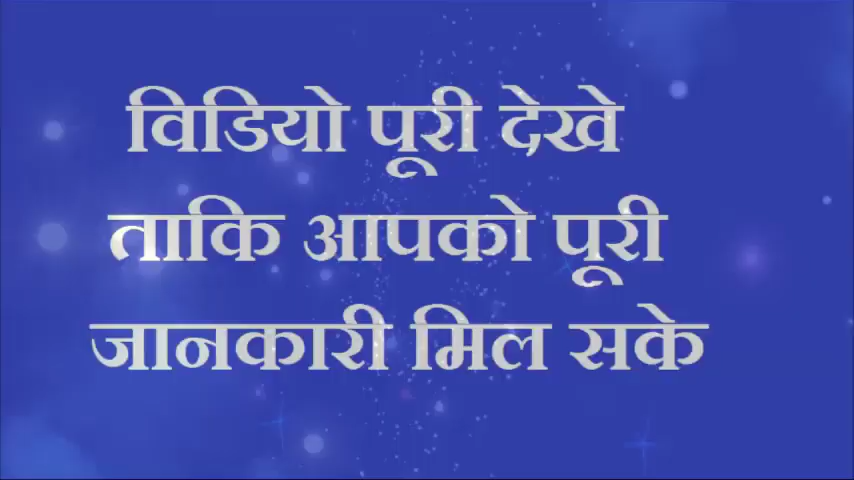 विडियो पूरी देखे
ताकि आपको पूरी
जानकारी मिल सके